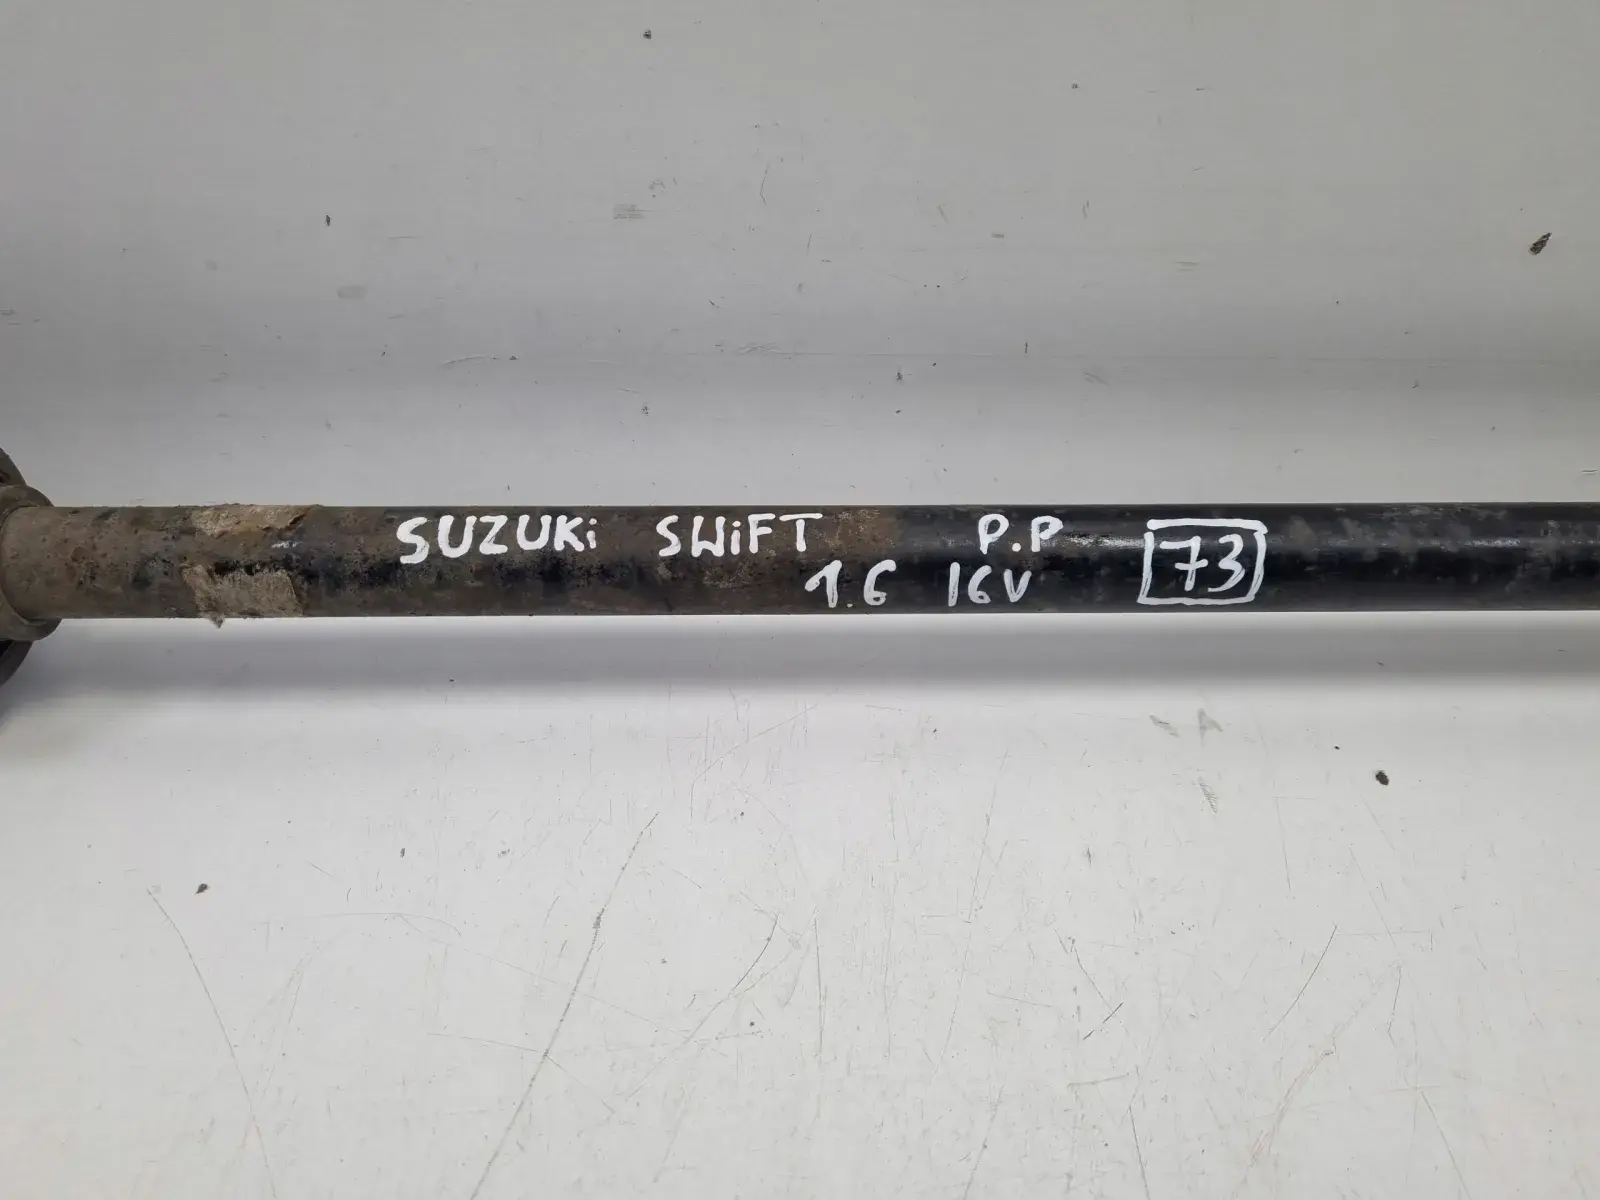 SUZUKi SWiFT P.P 73
1.6 16V